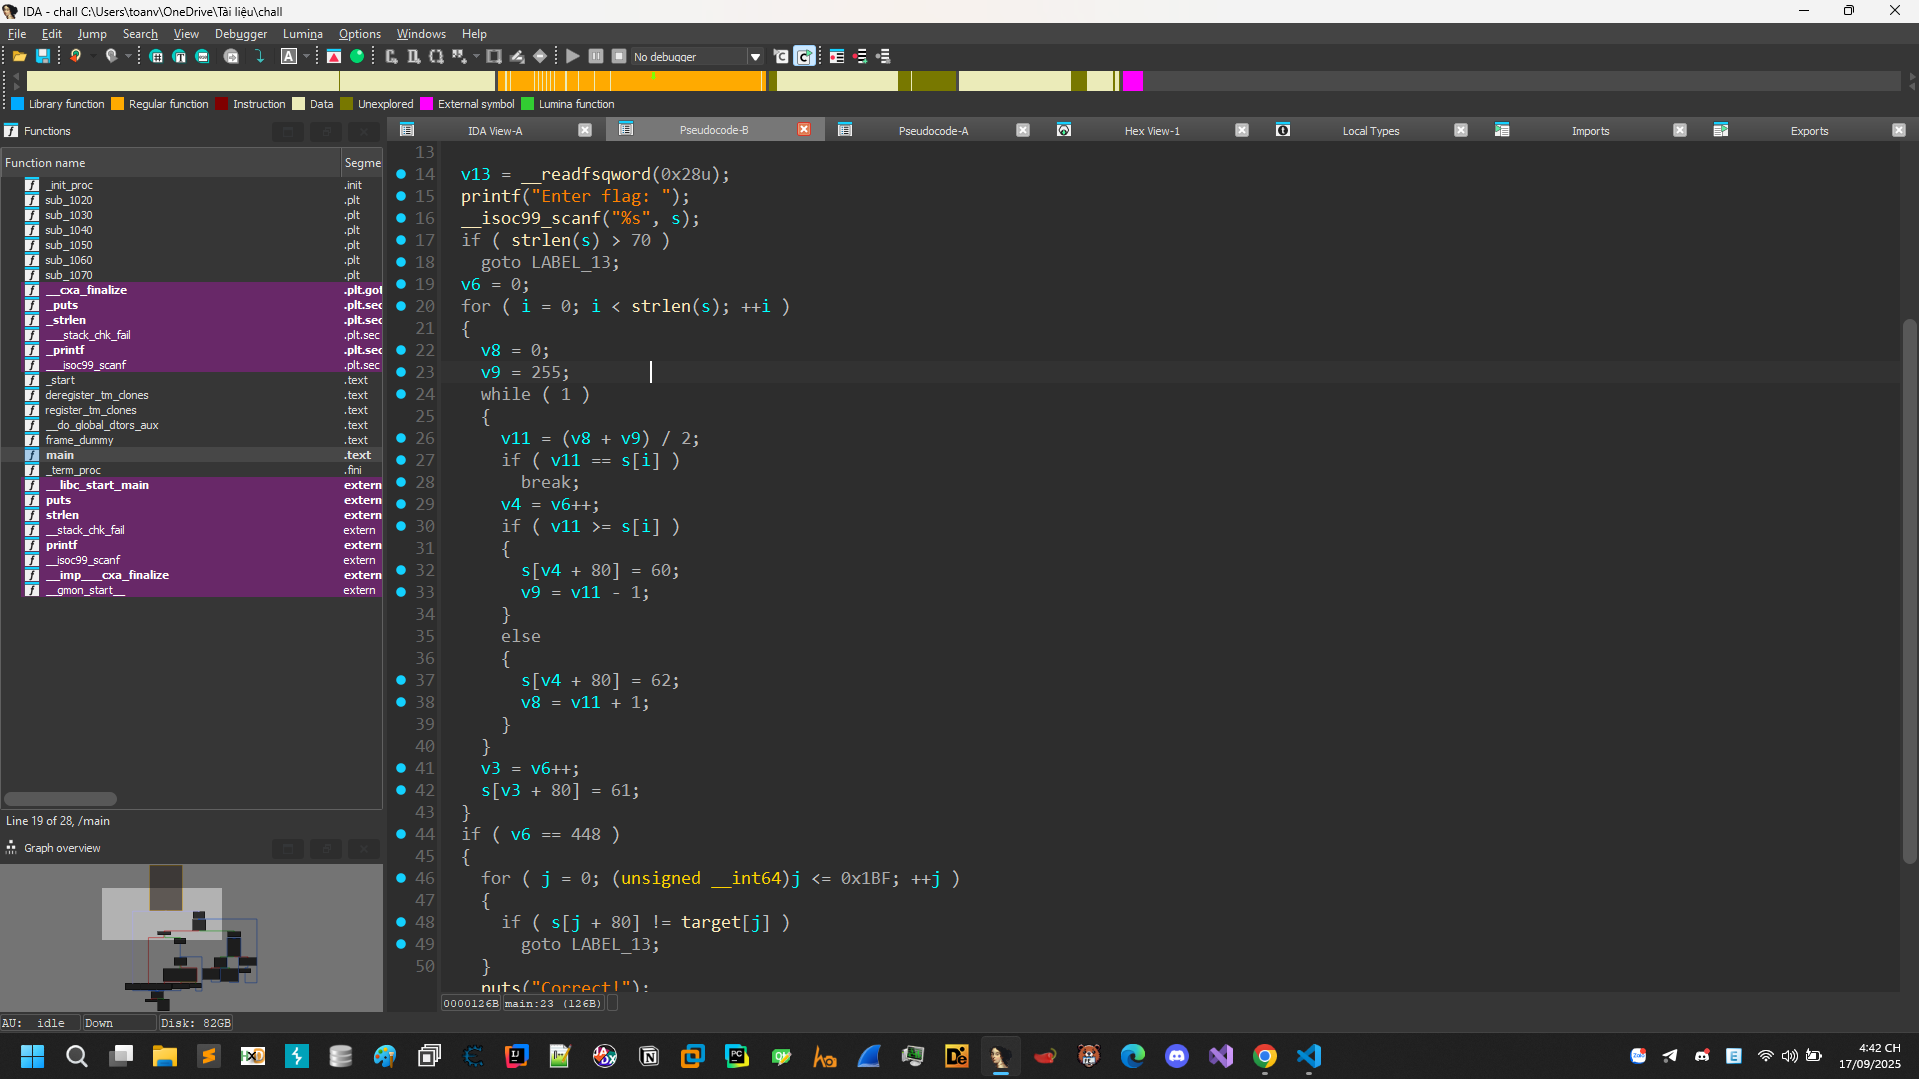 IDA - chall C:\Users\toanv\OneDrive\Tài liệu\chall
File Edit Jump Search View Debugger Lumina Options Windows Help
No debugger
Library function Regular function Instruction Data Unexplored External symbol Lumina function
Functions
IDA View-A Pseudocode-B Pseudocode-A Hex View-1 Local Types Imports Exports
Function name Segme
_init_proc .init
sub_1020 .plt
sub_1030 .plt
sub_1040 .plt
sub_1050 .plt
sub_1060 .plt
sub_1070 .plt
__cxa_finalize .plt.got
_puts .plt.sec
_strlen .plt.sec
___stack_chk_fail .plt.sec
_printf .plt.sec
___isoc99_scanf .plt.sec
_start .text
deregister_tm_clones .text
register_tm_clones .text
__do_global_dtors_aux .text
frame_dummy .text
main .text
_term_proc .fini
__libc_start_main extern
puts extern
strlen extern
__stack_chk_fail extern
printf extern
__isoc99_scanf extern
__imp___cxa_finalize extern
__gmon_start__ extern
Line 19 of 28, /main
Graph overview
13
14 v13 = __readfsqword(0x28u);
15 printf("Enter flag: ");
16 __isoc99_scanf("%s", s);
17 if ( strlen(s) > 70 )
18 goto LABEL_13;
19 v6 = 0;
20 for ( i = 0; i < strlen(s); ++i )
21 {
22 v8 = 0;
23 v9 = 255;
24 while ( 1 )
25 {
26 v11 = (v8 + v9) / 2;
27 if ( v11 == s[i] )
28 break;
29 v4 = v6++;
30 if ( v11 >= s[i] )
31 {
32 s[v4 + 80] = 60;
33 v9 = v11 - 1;
34 }
35 else
36 {
37 s[v4 + 80] = 62;
38 v8 = v11 + 1;
39 }
40 }
41 v3 = v6++;
42 s[v3 + 80] = 61;
43 }
44 if ( v6 == 448 )
45 {
46 for ( j = 0; (unsigned __int64)j <= 0x1BF; ++j )
47 {
48 if ( s[j + 80] != target[j] )
49 goto LABEL_13;
50 }
puts("Correct!");
0000126B main:23 (126B)
AU: idle Down Disk: 82GB
4:42 CH
17/09/2025